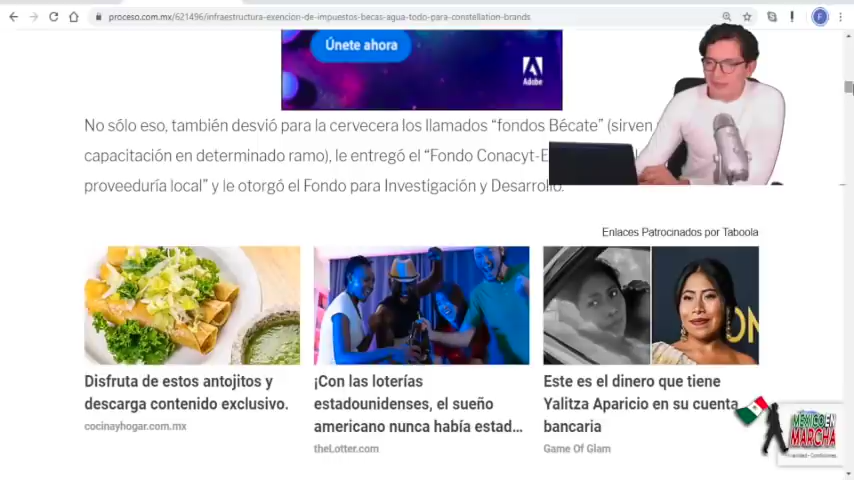 proceso.com.mx/621496/infraestructura-exencion-de-impuestos-becas-agua-todo-para-constellation-brands
F
Únete ahora
Adobe
No sólo eso, también desvió para la cervecera los llamados “fondos Bécate” (sirven
capacitación en determinado ramo), le entregó el “Fondo Conacyt-E
proveeduría local” y le otorgó el Fondo para Investigación y Desarrollo.
Enlaces Patrocinados por Taboola
Disfruta de estos antojitos y
descarga contenido exclusivo.
cocinayhogar.com.mx
¡Con las loterías
estadounidenses, el sueño
americano nunca había estad...
theLotter.com
Este es el dinero que tiene
Yalitza Aparicio en su cuenta
bancaria
Game Of Glam
MÉXICO EN
MARCHA